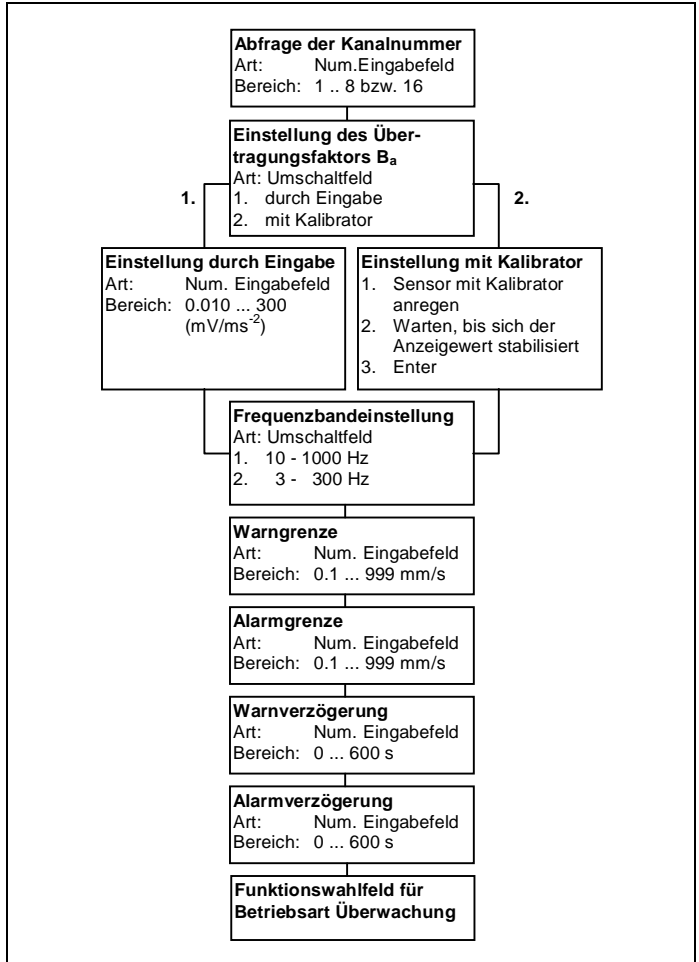 Abfrage der Kanalnummer
Art: Num.Eingabefeld
Bereich: 1 .. 8 bzw. 16
Einstellung des Über-
tragungsfaktors Ba
Art: Umschaltfeld
1. durch Eingabe
2. mit Kalibrator
1.
2.
Einstellung durch Eingabe
Art: Num. Eingabefeld
Bereich: 0.010 ... 300
(mV/ms-2)
Einstellung mit Kalibrator
1. Sensor mit Kalibrator
anregen
2. Warten, bis sich der
Anzeigewert stabilisiert
3. Enter
Frequenzbandeinstellung
Art: Umschaltfeld
1. 10 - 1000 Hz
2. 3 - 300 Hz
Warngrenze
Art: Num. Eingabefeld
Bereich: 0.1 ... 999 mm/s
Alarmgrenze
Art: Num. Eingabefeld
Bereich: 0.1 ... 999 mm/s
Warnverzögerung
Art: Num. Eingabefeld
Bereich: 0 ... 600 s
Alarmverzögerung
Art: Num. Eingabefeld
Bereich: 0 ... 600 s
Funktionswahlfeld für
Betriebsart Überwachung